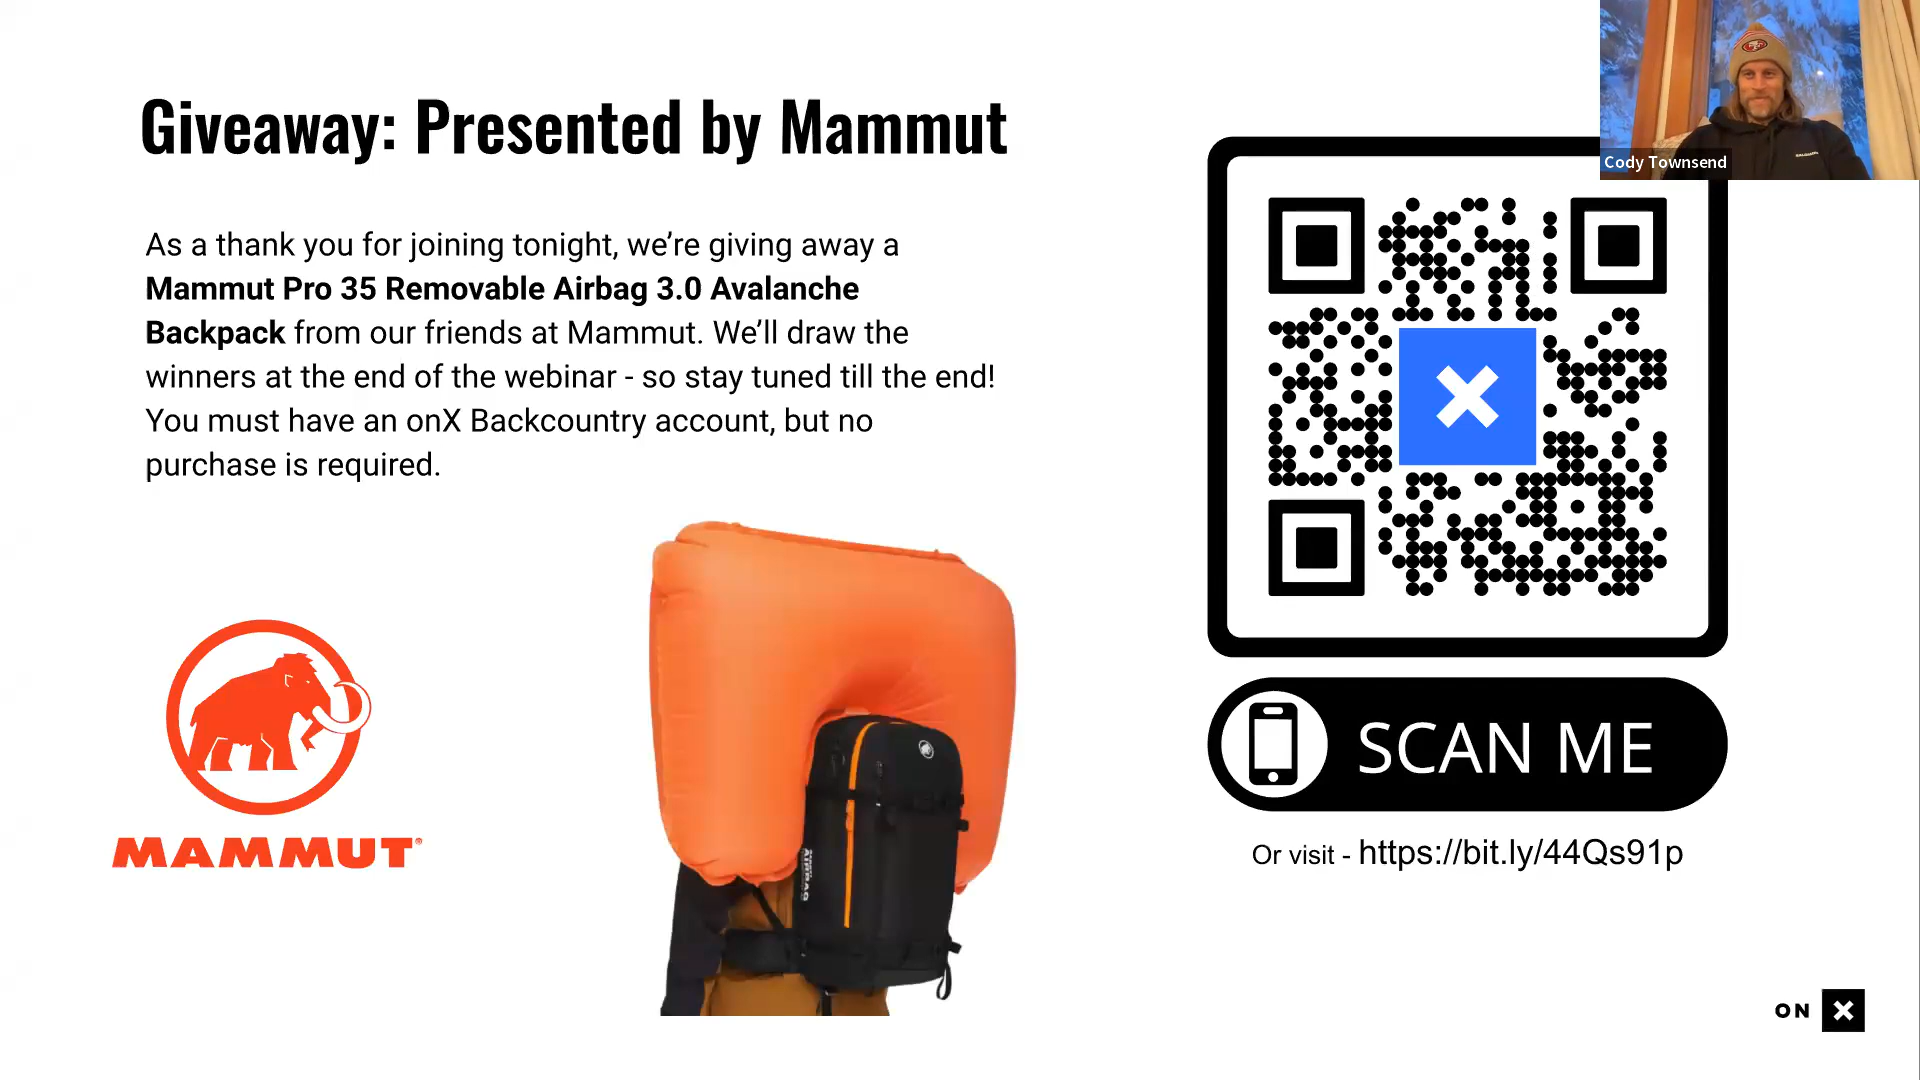 Giveaway: Presented by Mammut
Cody Townsend
As a thank you for joining tonight, we’re giving away a
Mammut Pro 35 Removable Airbag 3.0 Avalanche
Backpack from our friends at Mammut. We’ll draw the
winners at the end of the webinar - so stay tuned till the end!
You must have an onX Backcountry account, but no
purchase is required.
MAMMUT®
AIRBAG
SCAN ME
Or visit - https://bit.ly/44Qs91p
ON X